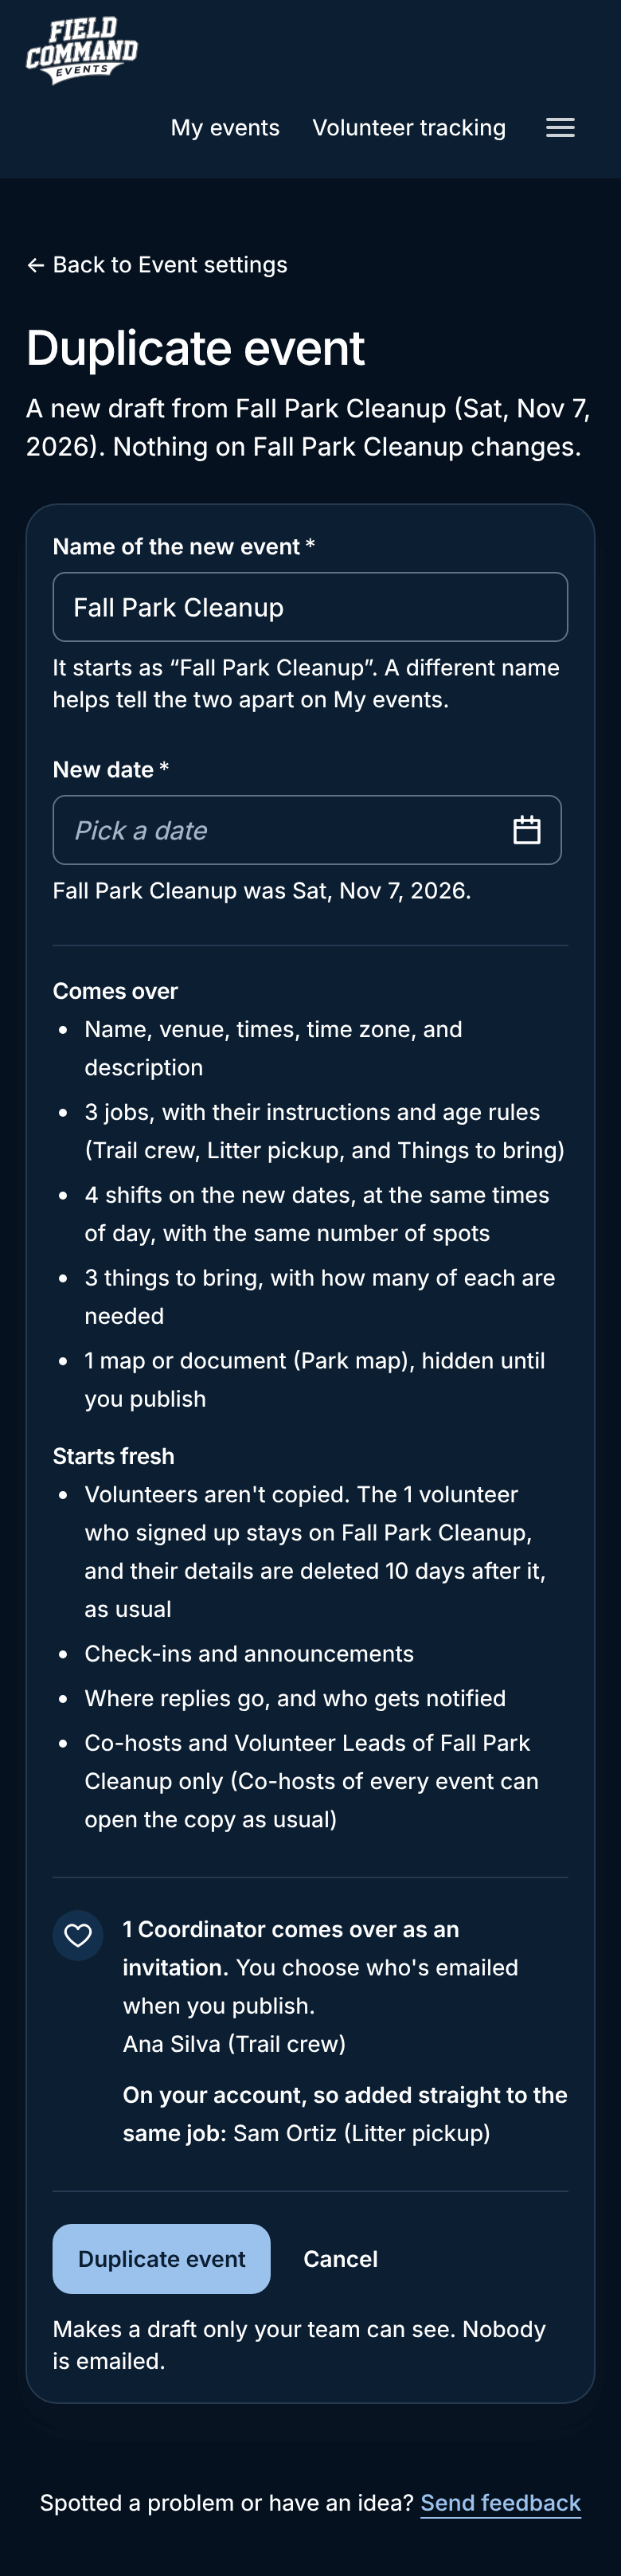 FIELD
COMMAND
EVENTS
My events Volunteer tracking
← Back to Event settings
Duplicate event
A new draft from Fall Park Cleanup (Sat, Nov 7,
2026). Nothing on Fall Park Cleanup changes.
Name of the new event *
Fall Park Cleanup
It starts as “Fall Park Cleanup”. A different name
helps tell the two apart on My events.
New date *
Pick a date
Fall Park Cleanup was Sat, Nov 7, 2026.
Comes over
• Name, venue, times, time zone, and
description
• 3 jobs, with their instructions and age rules
(Trail crew, Litter pickup, and Things to bring)
• 4 shifts on the new dates, at the same times
of day, with the same number of spots
• 3 things to bring, with how many of each are
needed
• 1 map or document (Park map), hidden until
you publish
Starts fresh
• Volunteers aren't copied. The 1 volunteer
who signed up stays on Fall Park Cleanup,
and their details are deleted 10 days after it,
as usual
• Check-ins and announcements
• Where replies go, and who gets notified
• Co-hosts and Volunteer Leads of Fall Park
Cleanup only (Co-hosts of every event can
open the copy as usual)
1 Coordinator comes over as an
invitation. You choose who's emailed
when you publish.
Ana Silva (Trail crew)
On your account, so added straight to the
same job: Sam Ortiz (Litter pickup)
Duplicate event Cancel
Makes a draft only your team can see. Nobody
is emailed.
Spotted a problem or have an idea? Send feedback